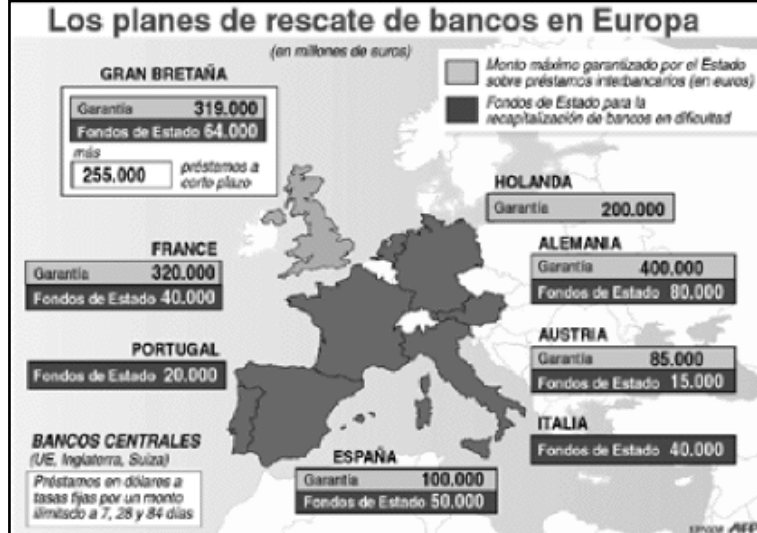 Los planes de rescate de bancos en Europa
(en millones de euros)
Monto máximo garantizado por el Estado
sobre préstamos interbancarios (en euros)
Fondos de Estado para la
recapitalización de bancos en dificultad
GRAN BRETAÑA
Garantía 319.000
Fondos de Estado 64.000
más
255.000 préstamos a
corto plazo
HOLANDA
Garantía 200.000
FRANCE
Garantía 320.000
Fondos de Estado 40.000
ALEMANIA
Garantía 400.000
Fondos de Estado 80.000
PORTUGAL
Fondos de Estado 20.000
AUSTRIA
Garantía 85.000
Fondos de Estado 15.000
ITALIA
Fondos de Estado 40.000
BANCOS CENTRALES
(UE, Inglaterra, Suiza)
Préstamos en dólares a
tasas fijas por un monto
ilimitado a 7, 28 y 84 días
ESPAÑA
Garantía 100.000
Fondos de Estado 50.000
AFP